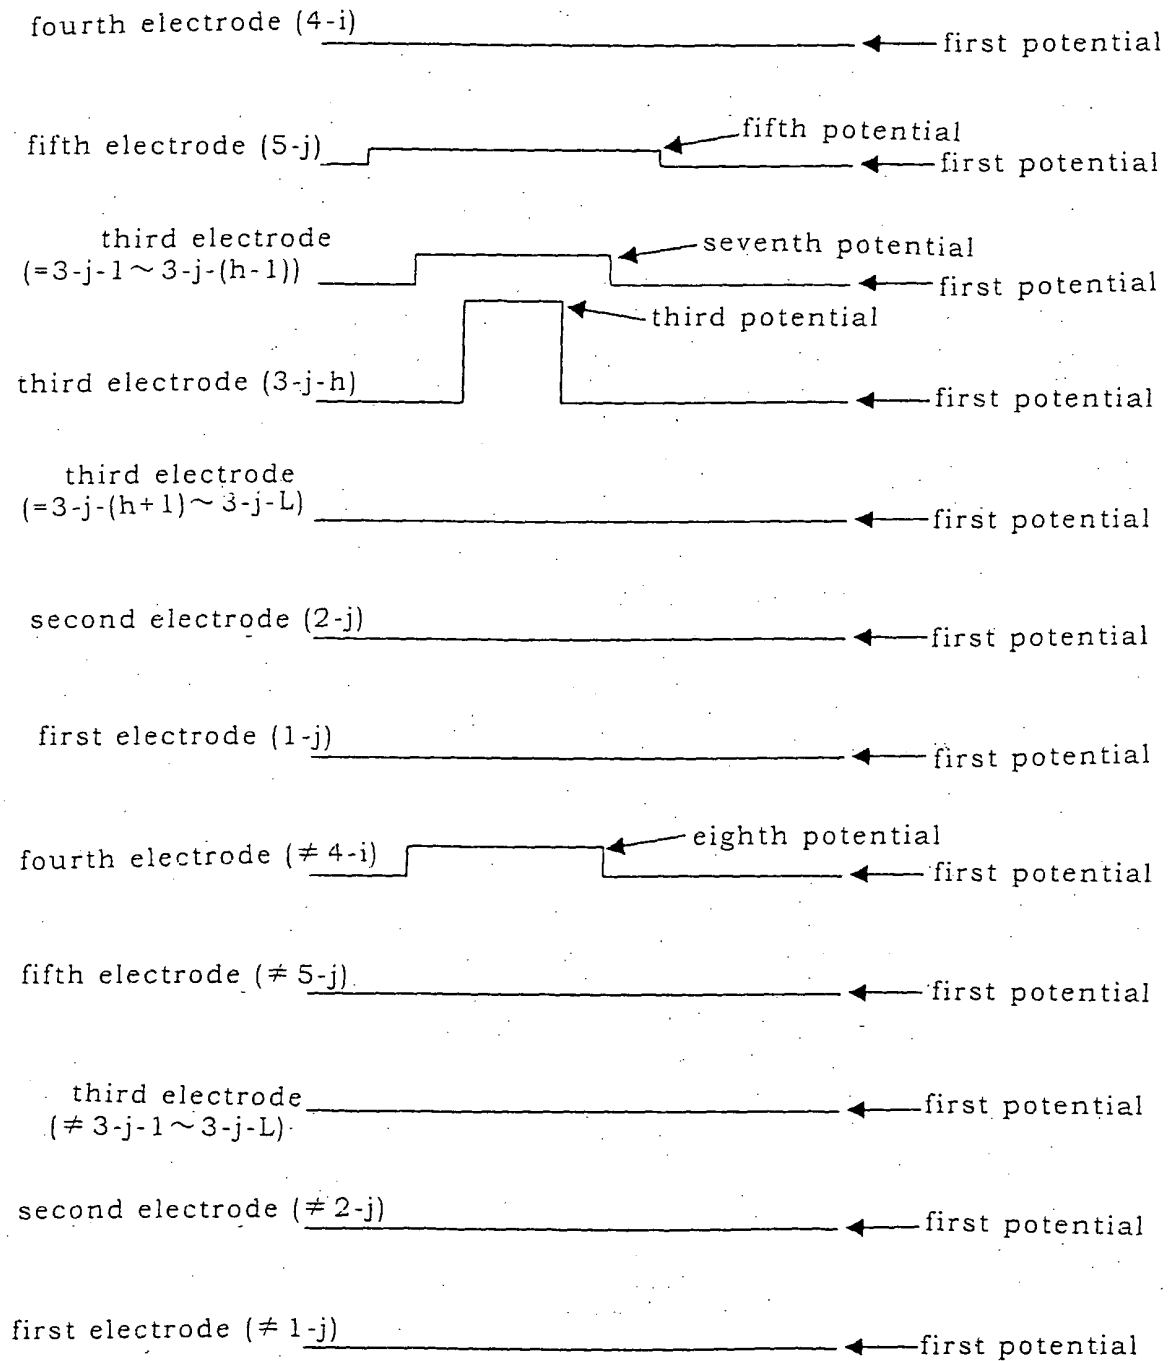 fourth electrode (4-i)
first potential
fifth electrode (5-j)
fifth potential
first potential
third electrode
(=3-j-1~3-j-(h-1))
seventh potential
first potential
third potential
third electrode (3-j-h)
first potential
third electrode
(=3-j-(h+1)~3-j-L)
first potential
second electrode (2-j)
first potential
first electrode (1-j)
first potential
fourth electrode (≠4-i)
eighth potential
first potential
fifth electrode (≠5-j)
first potential
third electrode
(≠3-j-1~3-j-L)
first potential
second electrode (≠2-j)
first potential
first electrode (≠1-j)
first potential